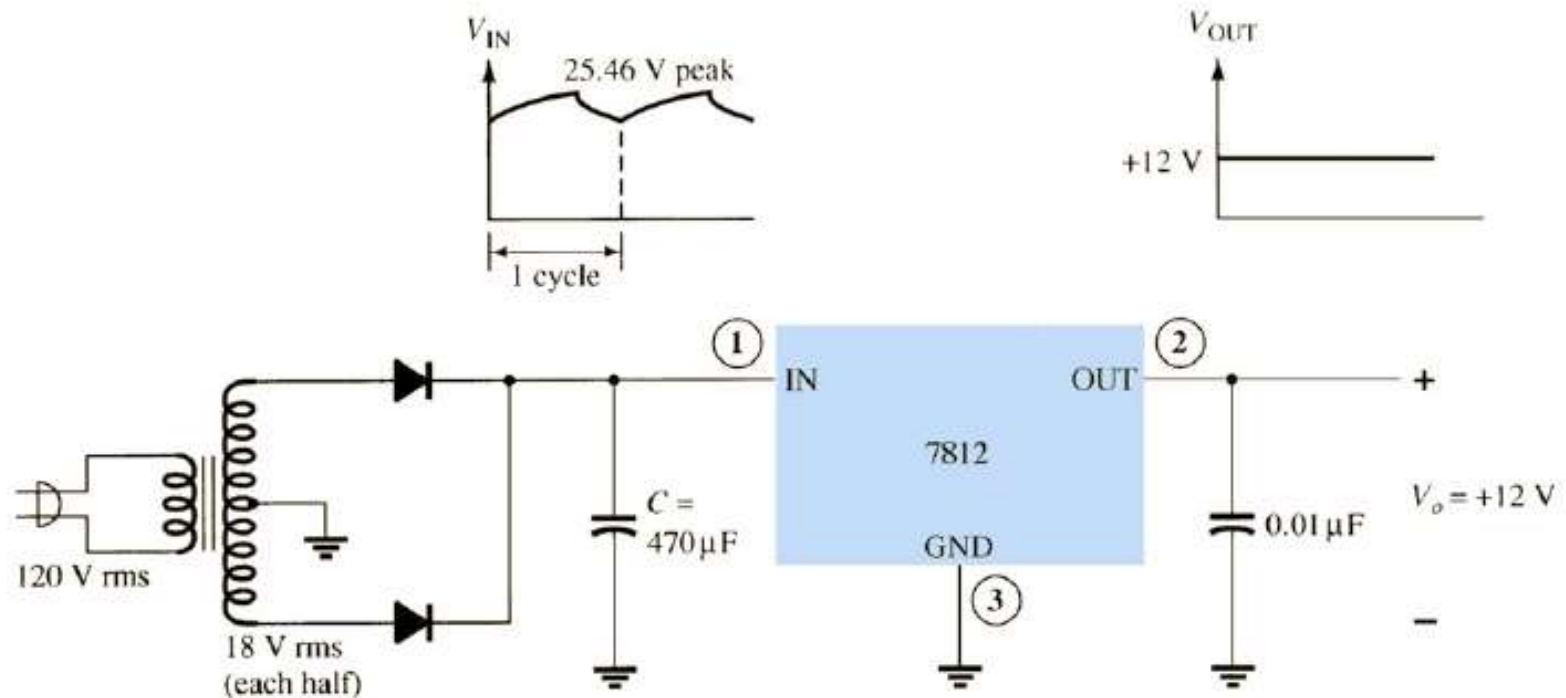 V_IN
25.46 V peak
1 cycle
V_OUT
+12 V
1
IN
OUT
2
+
7812
C =
470 μF
GND
3
0.01 μF
V_o = +12 V
−
120 V rms
18 V rms
(each half)